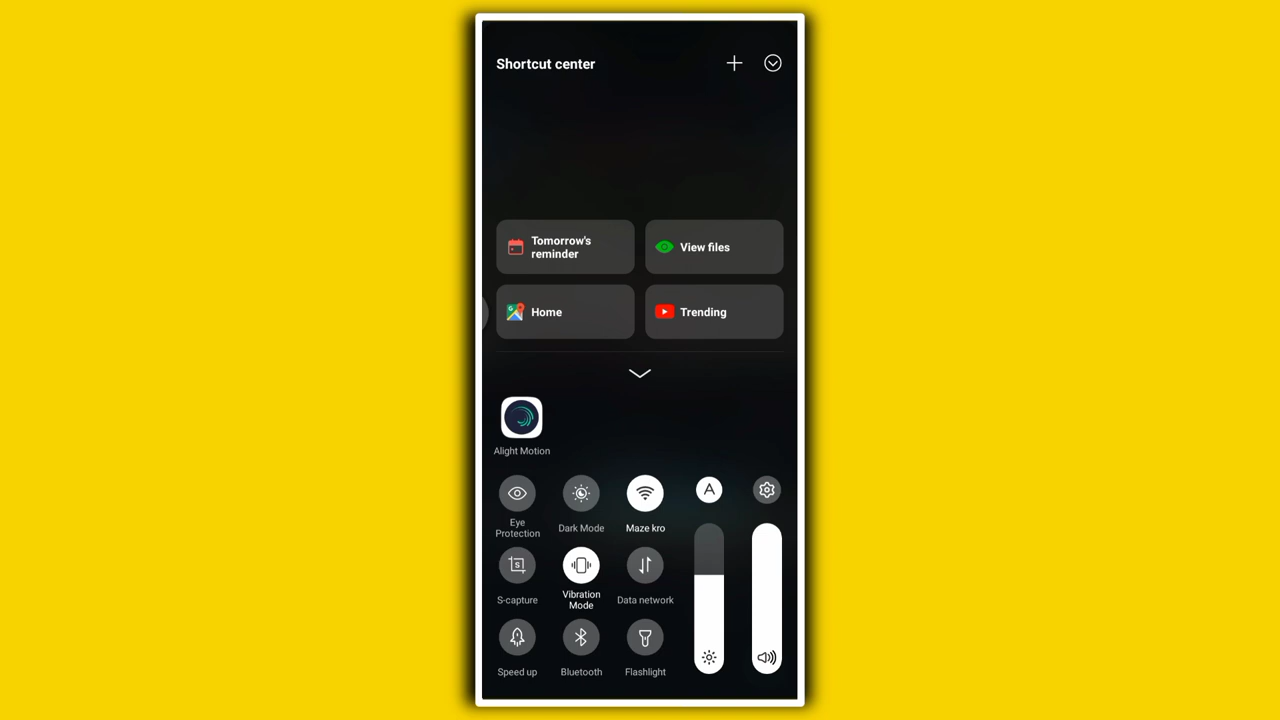 Shortcut center
Tomorrow's
reminder
View files
Home
Trending
Alight Motion
A
Eye
Protection
Dark Mode
Maze kro
S
S-capture
Vibration
Mode
Data network
Speed up
Bluetooth
Flashlight